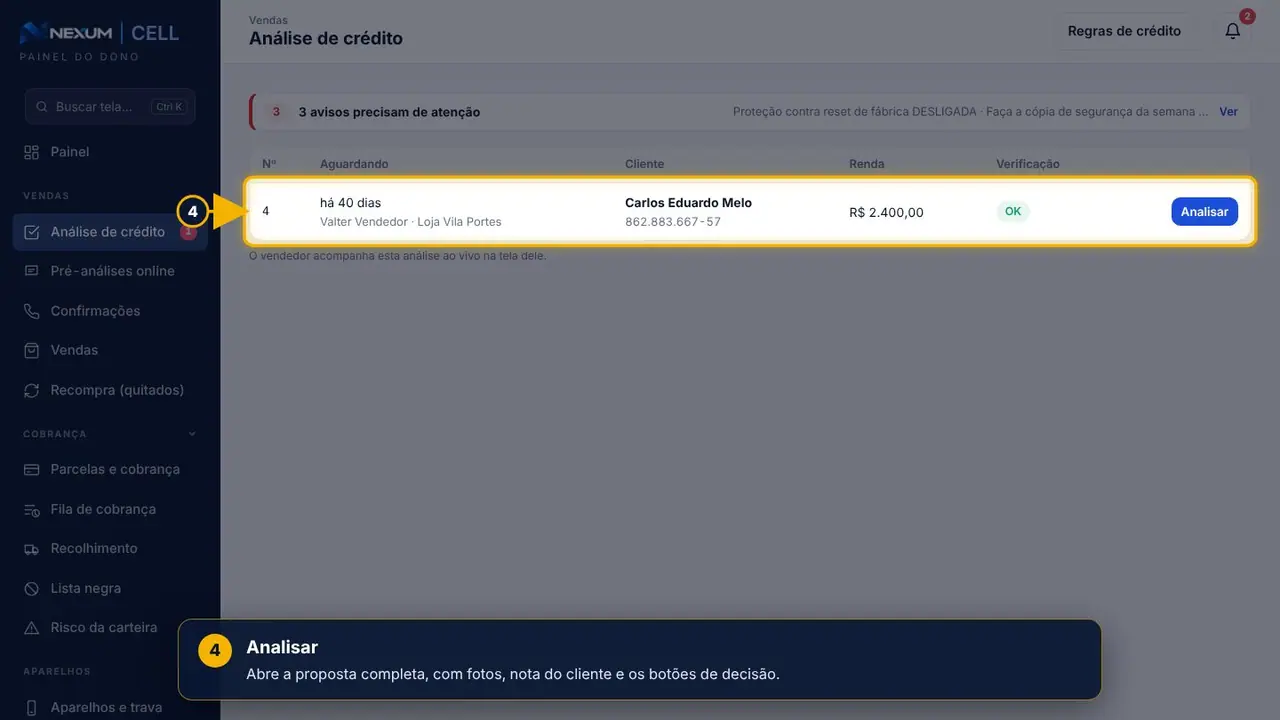 NEXUM | CELL
PAINEL DO DONO
Buscar tela... Ctrl K
Painel
VENDAS
Análise de crédito 1
Pré-análises online
Confirmações
Vendas
Recompra (quitados)
COBRANÇA
Parcelas e cobrança
Fila de cobrança
Recolhimento
Lista negra
Risco da carteira
APARELHOS
Aparelhos e trava
Vendas
Análise de crédito
Regras de crédito
2
3 3 avisos precisam de atenção Proteção contra reset de fábrica DESLIGADA · Faça a cópia de segurança da semana ... Ver
Nº Aguardando Cliente Renda Verificação
4
4 há 40 dias Carlos Eduardo Melo R$ 2.400,00 OK Analisar
Valter Vendedor · Loja Vila Portes 862.883.667-57
O vendedor acompanha esta análise ao vivo na tela dele.
4 Analisar
Abre a proposta completa, com fotos, nota do cliente e os botões de decisão.